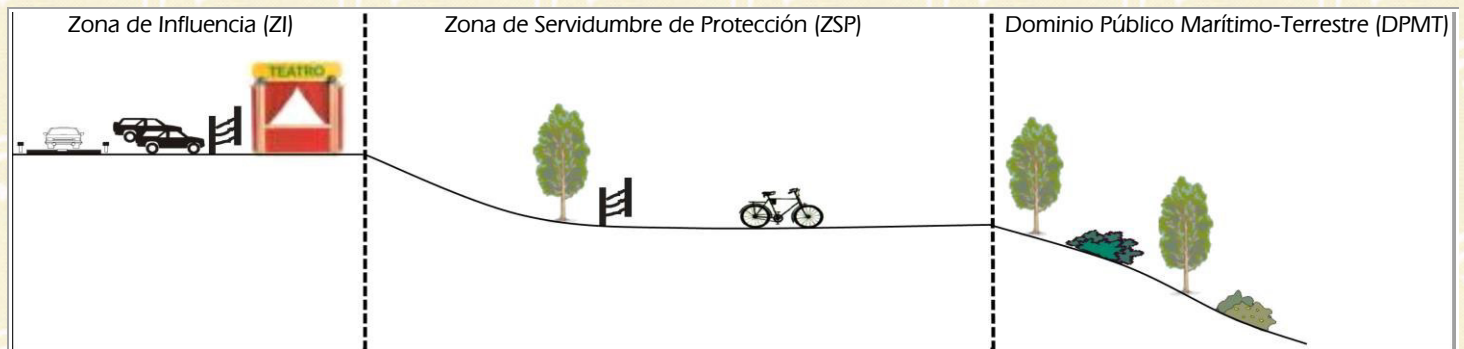 Zona de Influencia (ZI)
Zona de Servidumbre de Protección (ZSP)
Dominio Público Marítimo-Terrestre (DPMT)
TEATRO